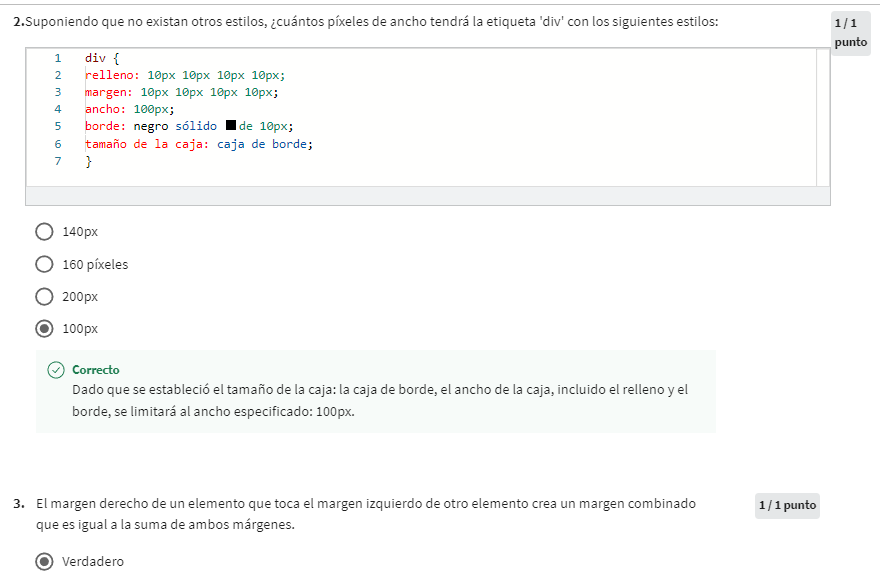 2.Suponiendo que no existan otros estilos, ¿cuántos píxeles de ancho tendrá la etiqueta 'div' con los siguientes estilos:
1 / 1
punto
1 div {
2 relleno: 10px 10px 10px 10px;
3 margen: 10px 10px 10px 10px;
4 ancho: 100px;
5 borde: negro sólido de 10px;
6 tamaño de la caja: caja de borde;
7 }
140px
160 píxeles
200px
100px
Correcto
Dado que se estableció el tamaño de la caja: la caja de borde, el ancho de la caja, incluido el relleno y el
borde, se limitará al ancho especificado: 100px.
3. El margen derecho de un elemento que toca el margen izquierdo de otro elemento crea un margen combinado
que es igual a la suma de ambos márgenes.
1 / 1 punto
Verdadero